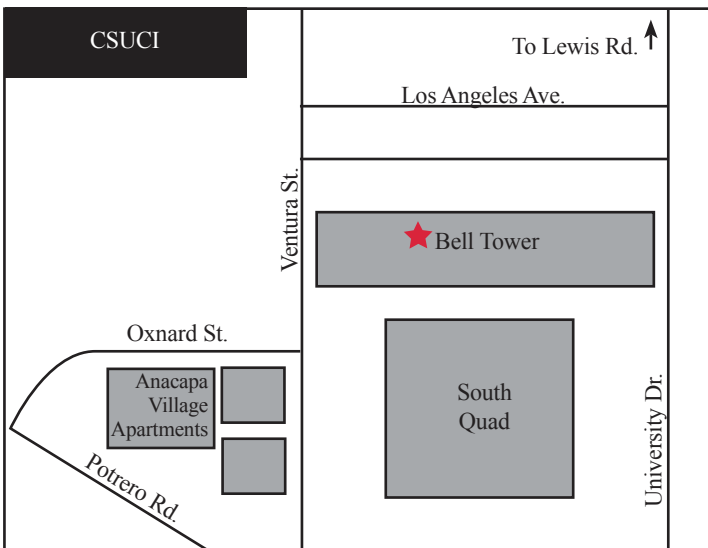 CSUCI
To Lewis Rd.
Los Angeles Ave.
Ventura St.
Bell Tower
Oxnard St.
Anacapa
Village
Apartments
South
Quad
University Dr.
Potrero Rd.